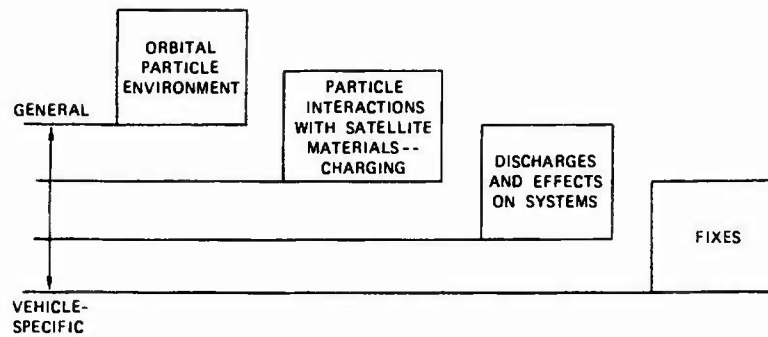 ORBITAL
PARTICLE
ENVIRONMENT
GENERAL
PARTICLE
INTERACTIONS
WITH SATELLITE
MATERIALS--
CHARGING
DISCHARGES
AND EFFECTS
ON SYSTEMS
FIXES
VEHICLE-
SPECIFIC